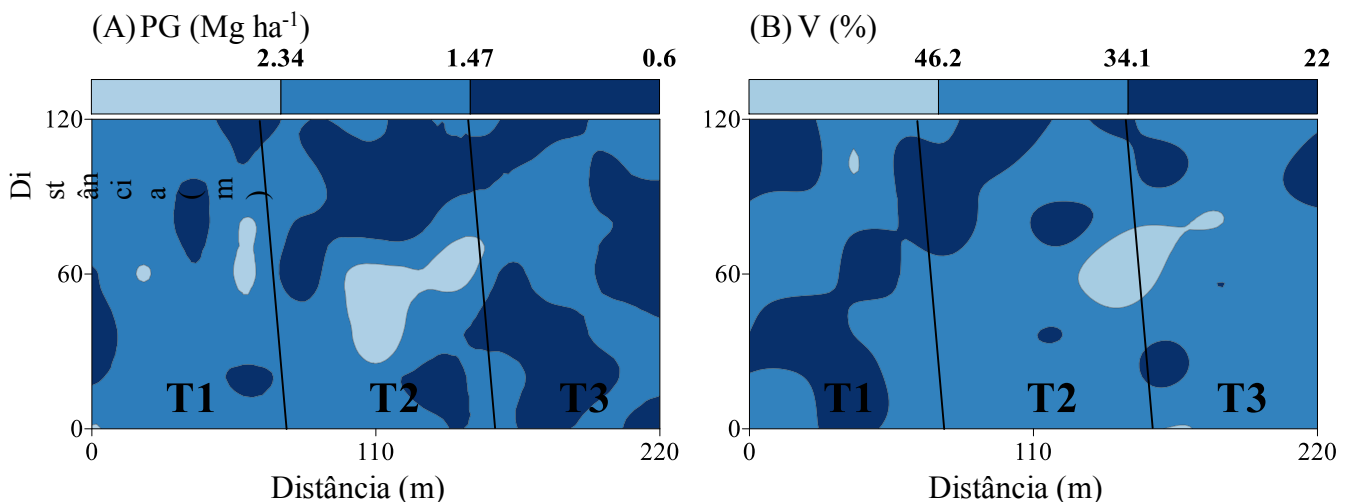 (A) PG (Mg ha⁻¹)
2.34 1.47 0.6
120
60
0
Di
st
ân
ci
a
(
m
)
T1 T2 T3
0 110 220
Distância (m)
(B) V (%)
46.2 34.1 22
120
60
0
T1 T2 T3
0 110 220
Distância (m)